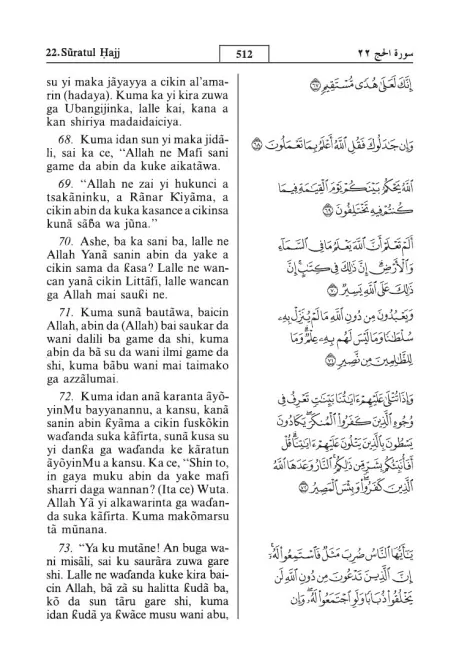 22. Sūratul Ḥajj
512
سورة الحج ٢٢
su yi maka jāyayya a cikin al'ama-
rin (hadaya). Kuma ka yi kira zuwa
ga Ubangijinka, lalle kai, kana a
kan shiriya madaidaiciya.
68. Kuma idan sun yi maka jidā-
li, sai ka ce, “Allah ne Mafi sani
game da abin da kuke aikatāwa.
69. “Allah ne zai yi hukunci a
tsakāninku, a Rānar Ƙiyāma, a
cikin abin da kuka kasance a cikinsa
kunā sāɓa wa jūna.”
70. Ashe, ba ka sani ba, lalle ne
Allah Yanā sanin abin da yake a
cikin sama da ƙasa? Lalle ne wan-
can yanā cikin Littāfi, lalle wancan
ga Allah mai sauƙi ne.
71. Kuma sunā bautāwa, baicin
Allah, abin da (Allah) bai saukar da
wani dalili ba game da shi, kuma
abin da bā su da wani ilmi game da
shi, kuma bābu wani mai taimako
ga azzālumai.
72. Kuma idan anā karanta āyō-
yinMu bayyanannu, a kansu, kanā
sanin abin ƙyāma a cikin fuskōkin
waɗanda suka kāfirta, sunā kusa su
yi danƙa ga waɗanda ke kāratun
āyōyinMu a kansu. Ka ce, “Shin to,
in gaya muku abin da yake mafi
sharri daga wannan? (Ita ce) Wuta.
Allah Yā yi alkawarinta ga waɗan-
da suka kāfirta. Kuma makōmarsu
tā mūnana.
73. “Ya ku mutāne! An buga wa-
ni misāli, sai ku saurāra zuwa gare
shi. Lalle ne waɗanda kuke kira bai-
cin Allah, bā zā su halitta ƙudā ba,
kō da sun tāru gare shi, kuma
idan ƙudā ya ƙwāce musu wani abu,
إِنَّكَ لَعَلَىٰ هُدًى مُّسْتَقِيمٍ ٦٧
وَإِن جَٰدَلُوكَ فَقُلِ ٱللَّهُ أَعْلَمُ بِمَا تَعْمَلُونَ ٦٨
ٱللَّهُ يَحْكُمُ بَيْنَكُمْ يَوْمَ ٱلْقِيَٰمَةِ فِيمَا
كُنتُمْ فِيهِ تَخْتَلِفُونَ ٦٩
أَلَمْ تَعْلَمْ أَنَّ ٱللَّهَ يَعْلَمُ مَا فِى ٱلسَّمَآءِ
وَٱلْأَرْضِ إِنَّ ذَٰلِكَ فِى كِتَٰبٍ إِنَّ
ذَٰلِكَ عَلَى ٱللَّهِ يَسِيرٌ ٧٠
وَيَعْبُدُونَ مِن دُونِ ٱللَّهِ مَا لَمْ يُنَزِّلْ بِهِۦ
سُلْطَٰنًا وَمَا لَيْسَ لَهُم بِهِۦ عِلْمٌ وَمَا
لِلظَّٰلِمِينَ مِن نَّصِيرٍ ٧١
وَإِذَا تُتْلَىٰ عَلَيْهِمْ ءَايَٰتُنَا بَيِّنَٰتٍ تَعْرِفُ فِى
وُجُوهِ ٱلَّذِينَ كَفَرُوا۟ ٱلْمُنكَرَ يَكَادُونَ
يَسْطُونَ بِٱلَّذِينَ يَتْلُونَ عَلَيْهِمْ ءَايَٰتِنَا قُلْ
أَفَأُنَبِّئُكُم بِشَرٍّ مِّن ذَٰلِكُمُ ٱلنَّارُ وَعَدَهَا ٱللَّهُ
ٱلَّذِينَ كَفَرُوا۟ وَبِئْسَ ٱلْمَصِيرُ ٧٢
يَٰٓأَيُّهَا ٱلنَّاسُ ضُرِبَ مَثَلٌ فَٱسْتَمِعُوا۟ لَهُۥٓ
إِنَّ ٱلَّذِينَ تَدْعُونَ مِن دُونِ ٱللَّهِ لَن
يَخْلُقُوا۟ ذُبَابًا وَلَوِ ٱجْتَمَعُوا۟ لَهُۥ وَإِن